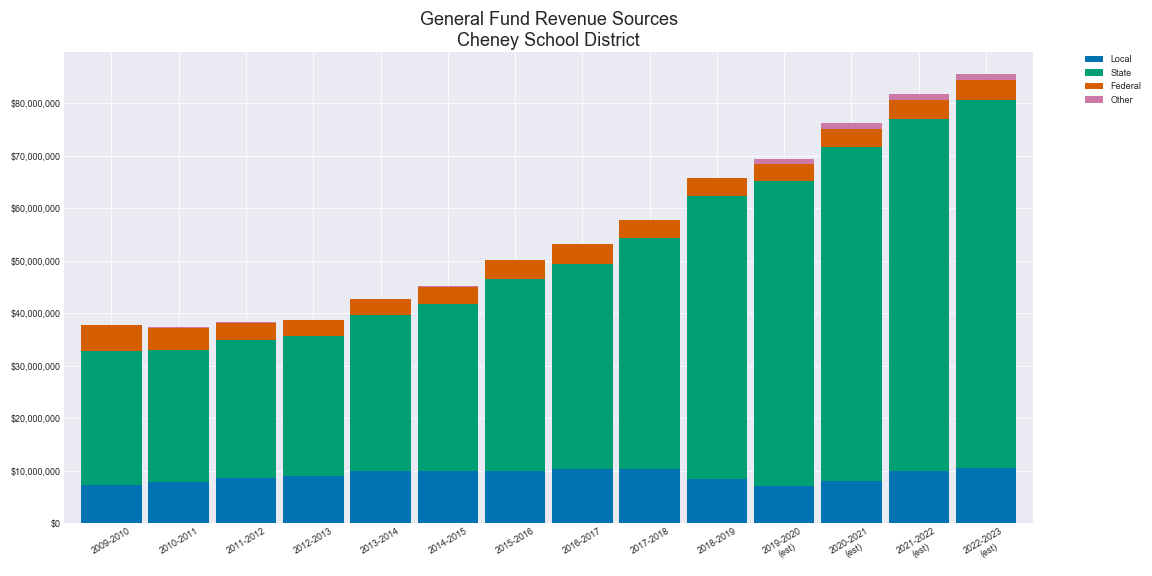 General Fund Revenue Sources
Cheney School District
Local
State
Federal
Other
$80,000,000
$70,000,000
$60,000,000
$50,000,000
$40,000,000
$30,000,000
$20,000,000
$10,000,000
$0
2009-2010
2010-2011
2011-2012
2012-2013
2013-2014
2014-2015
2015-2016
2016-2017
2017-2018
2018-2019
2019-2020
(est)
2020-2021
(est)
2021-2022
(est)
2022-2023
(est)